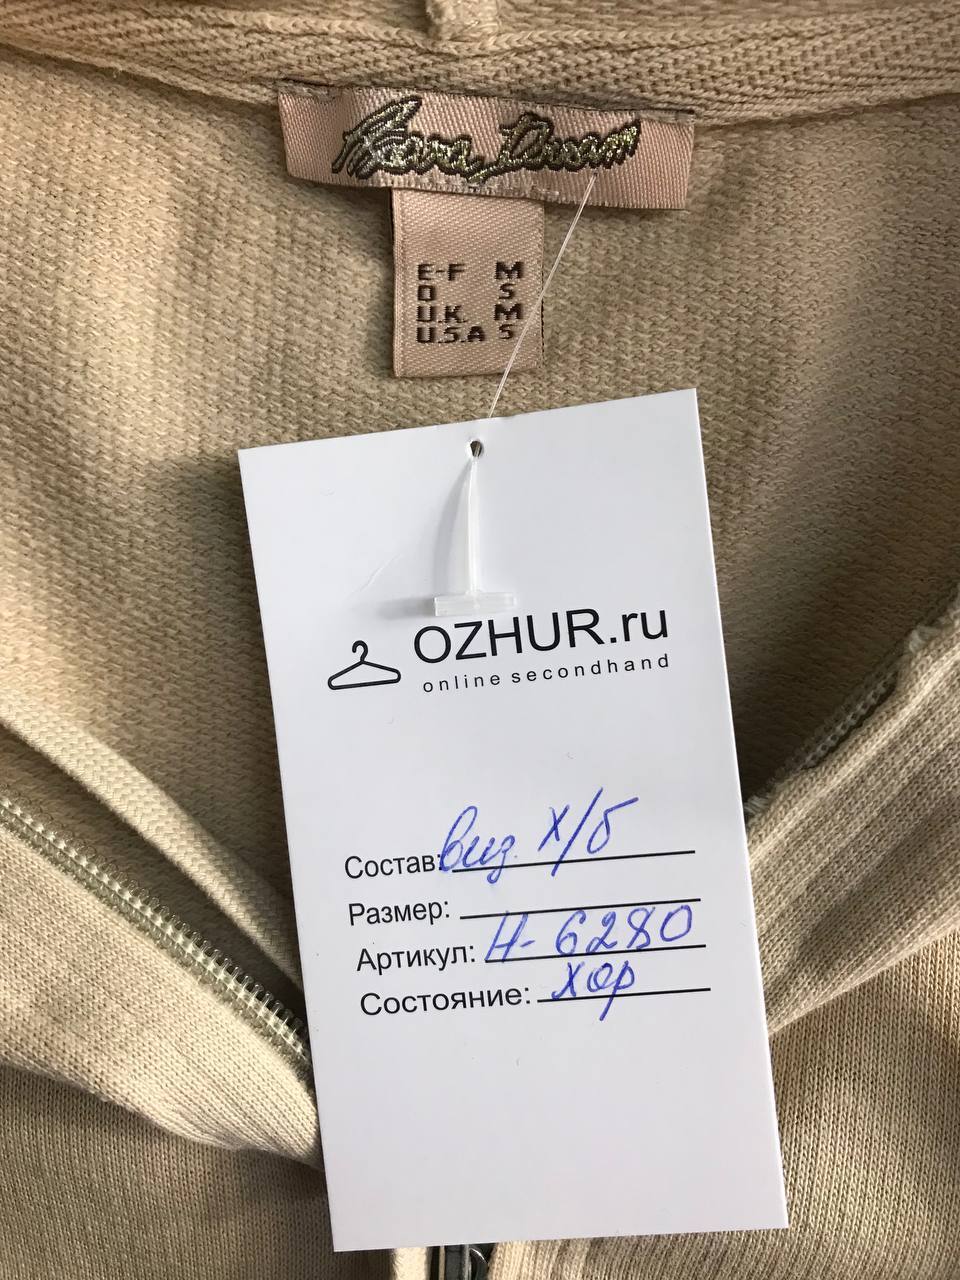 E-F M
D S
U.K. M
U.S.A S
OZHUR.ru
online secondhand
Состав: виз. х/б
Размер:
Артикул: Н-6280
Состояние: хор